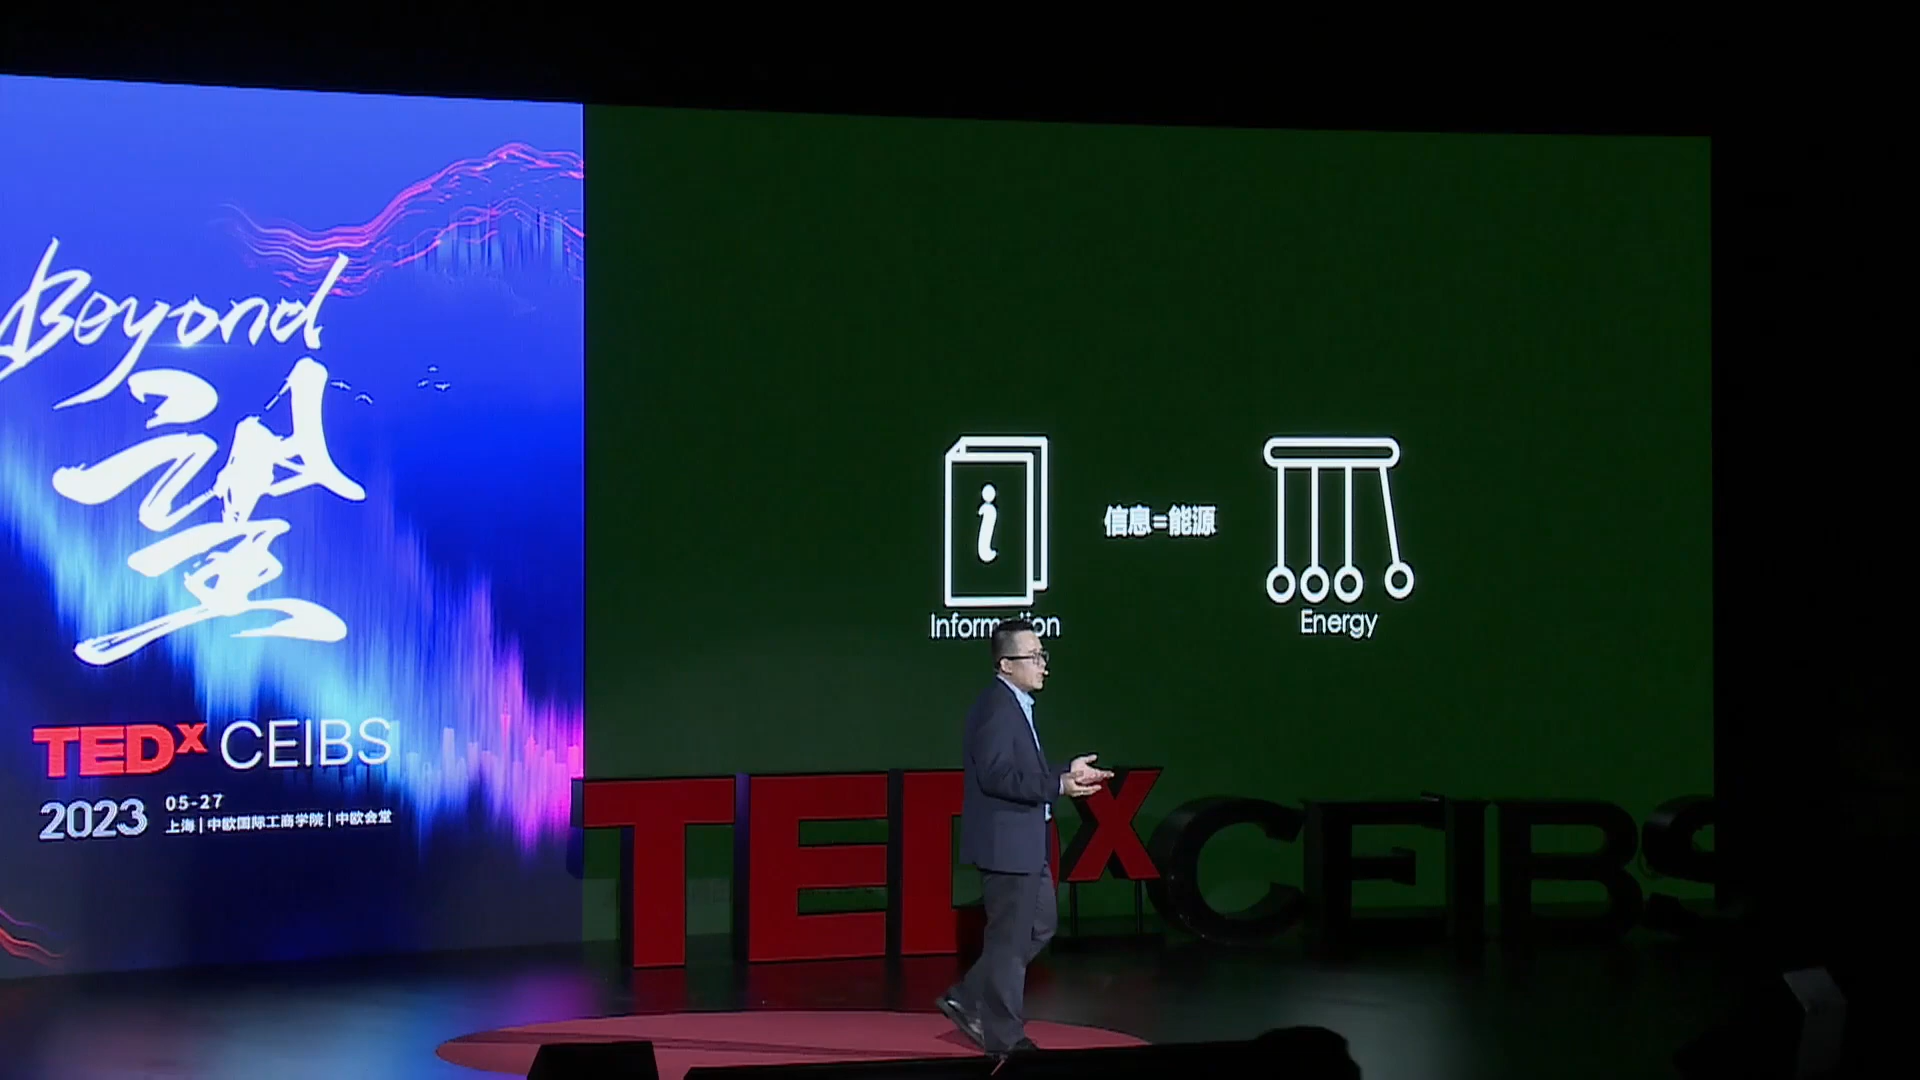 Beyond
望
TEDx CEIBS
2023
05-27
上海 | 中欧国际工商学院 | 中欧会堂
i
信息=能源
Information
Energy
TEDx CEIBS